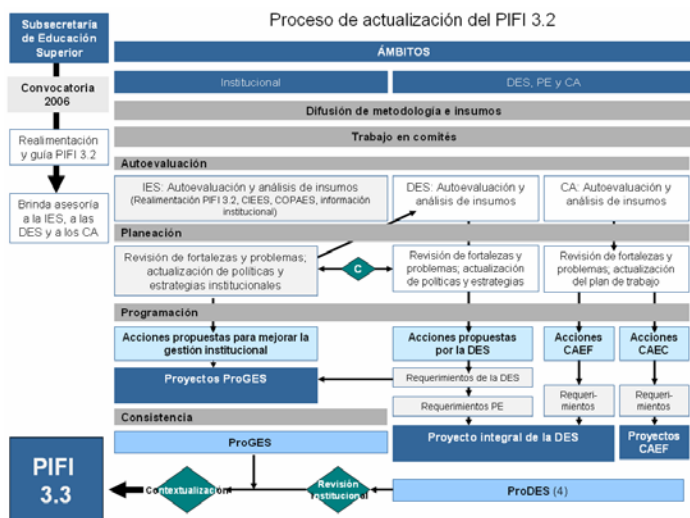 Proceso de actualización del PIFI 3.2
Subsecretaría
de Educación
Superior
Convocatoria
2006
Realimentación
y guía PIFI 3.2
Brinda asesoría
a la IES, a las
DES y a los CA
ÁMBITOS
Institucional
DES, PE y CA
Difusión de metodología e insumos
Trabajo en comités
Autoevaluación
IES: Autoevaluación y análisis de insumos
(Realimentación PIFI 3.2, CIEES, COPAES, información
institucional)
DES: Autoevaluación y
análisis de insumos
CA: Autoevaluación y
análisis de insumos
Planeación
Revisión de fortalezas y problemas;
actualización de políticas y
estrategias institucionales
C
Revisión de fortalezas y
problemas; actualización
de políticas y estrategias
Revisión de fortalezas y
problemas; actualización
del plan de trabajo
Programación
Acciones propuestas para mejorar la
gestión institucional
Acciones propuestas
por la DES
Acciones
CAEF
Acciones
CAEC
Proyectos ProGES
Requerimientos de la DES
Requerimientos PE
Requeri-
mientos
Requeri-
mientos
Consistencia
ProGES
Proyecto integral de la DES
Proyectos
CAEF
PIFI
3.3
Contextualización
Revisión
institucional
ProDES (4)